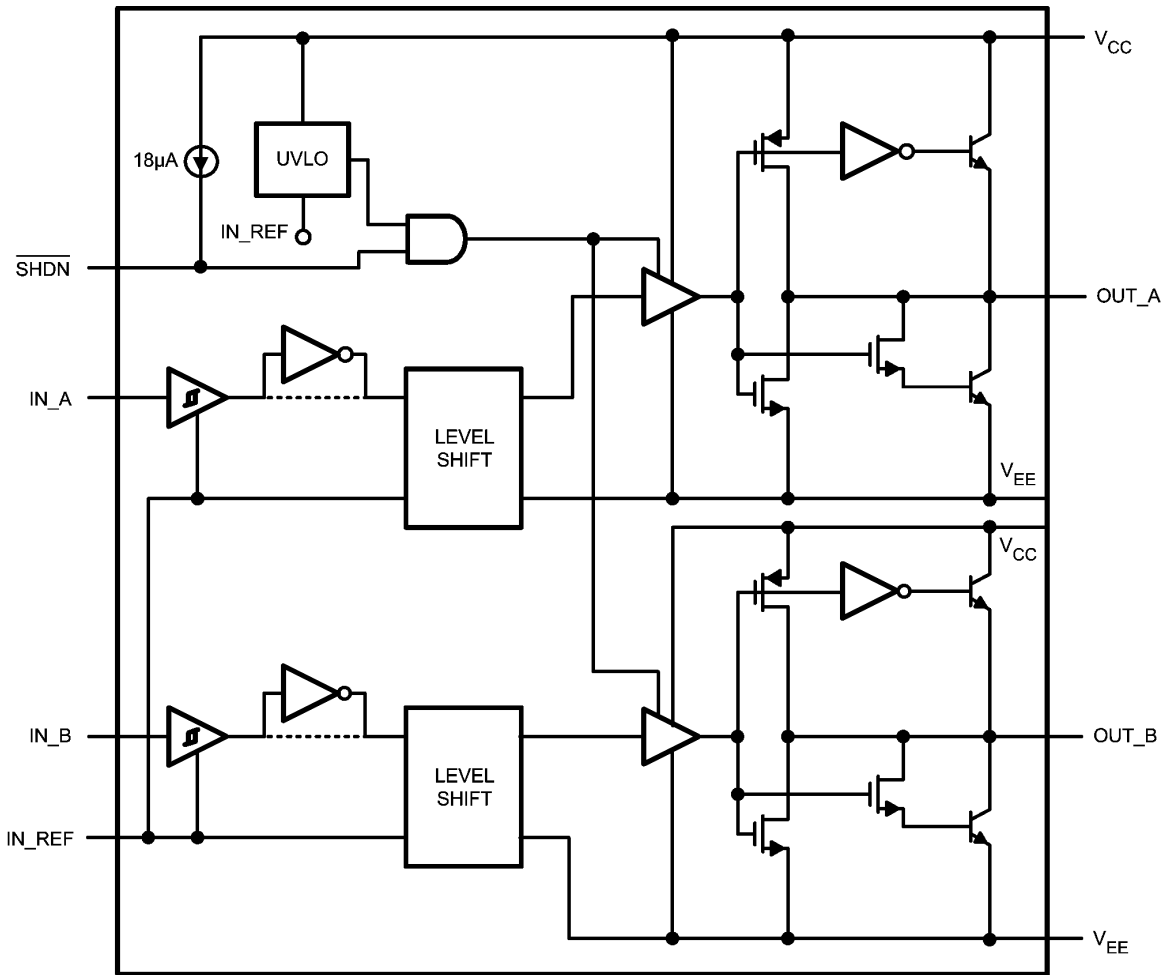 V_CC
18µA
UVLO
IN_REF
SHDN
OUT_A
IN_A
LEVEL
SHIFT
V_EE
V_CC
IN_B
OUT_B
LEVEL
SHIFT
IN_REF
V_EE